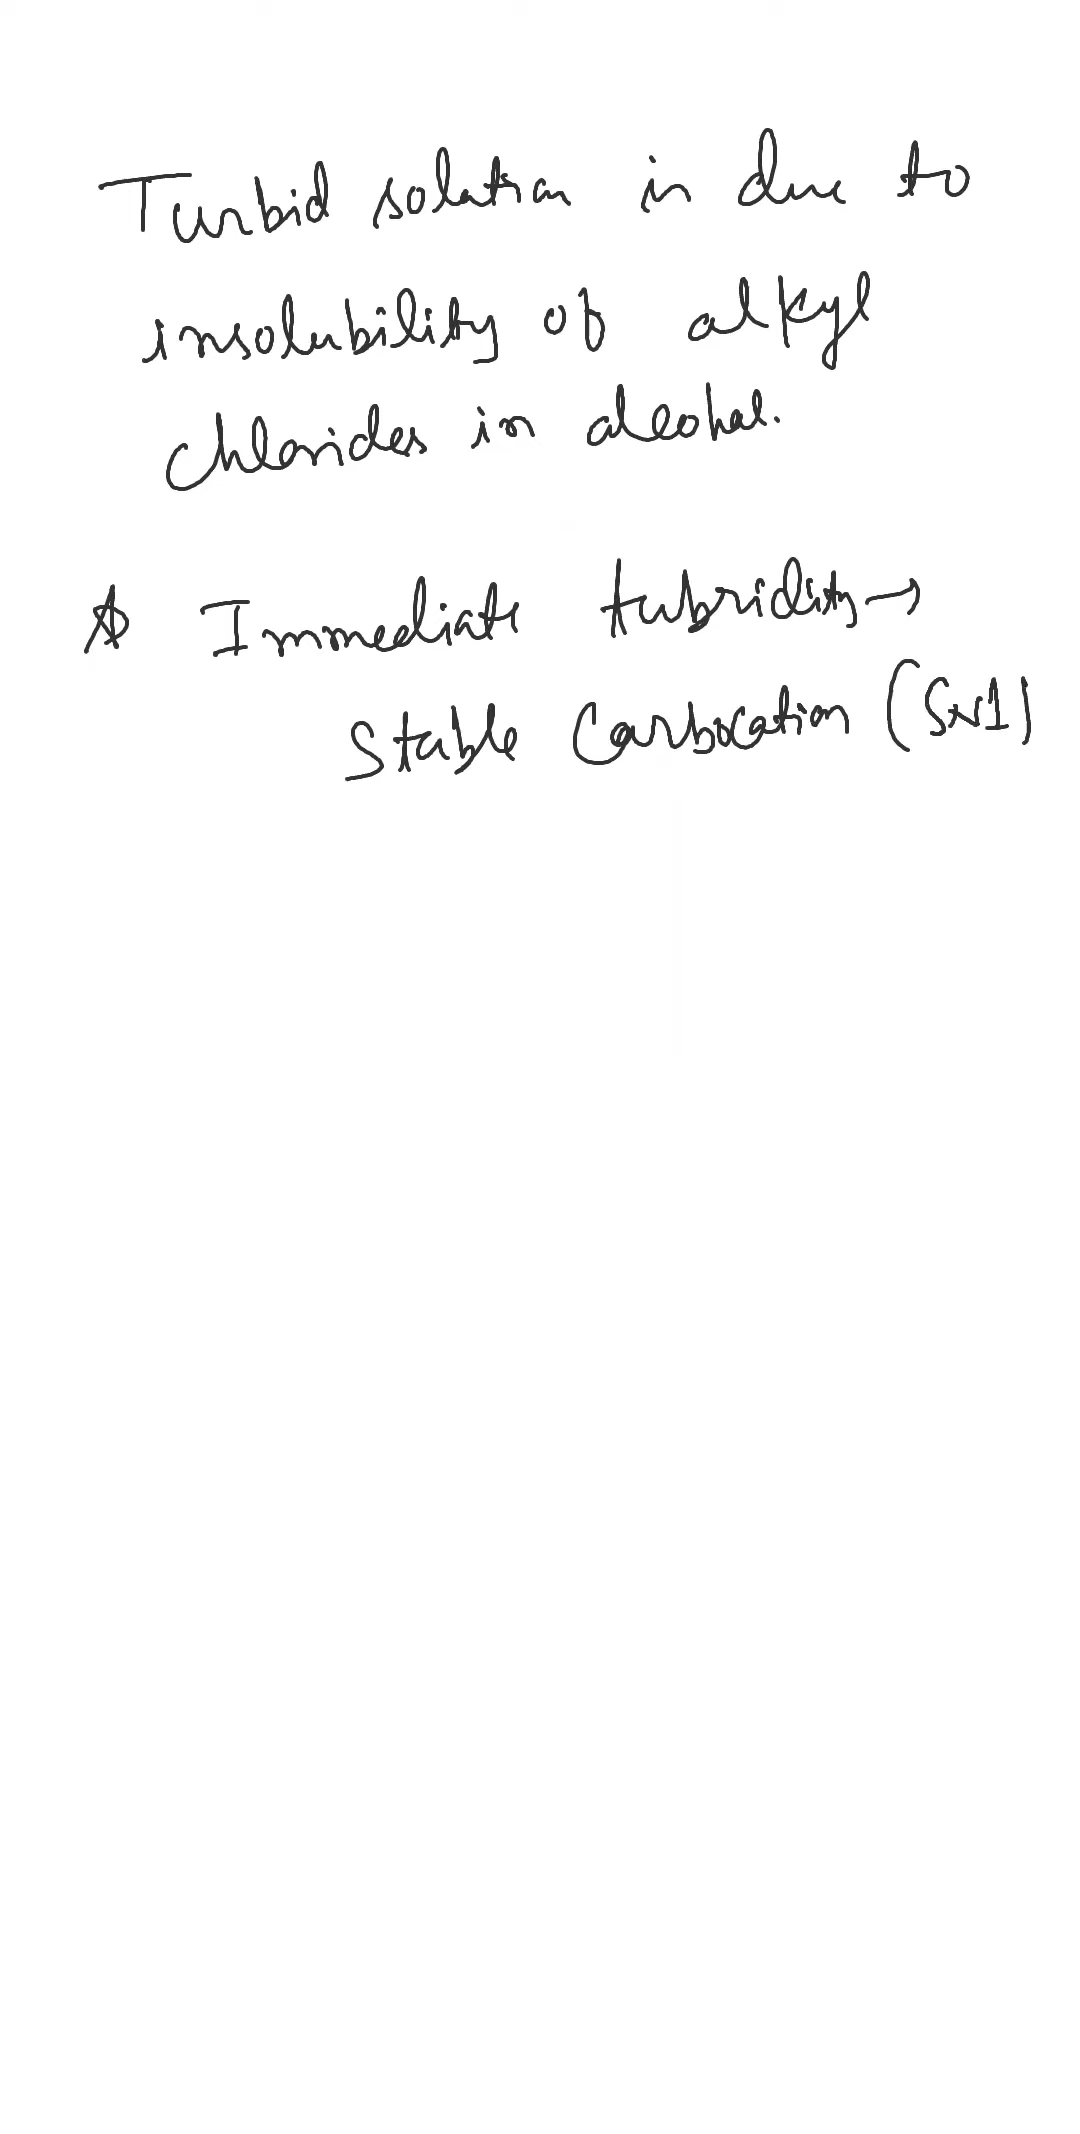 Turbid solution is due to
insolubility of alkyl
chlorides in alcohol.
Immediate tubridity→
Stable Carbocation (SN1)